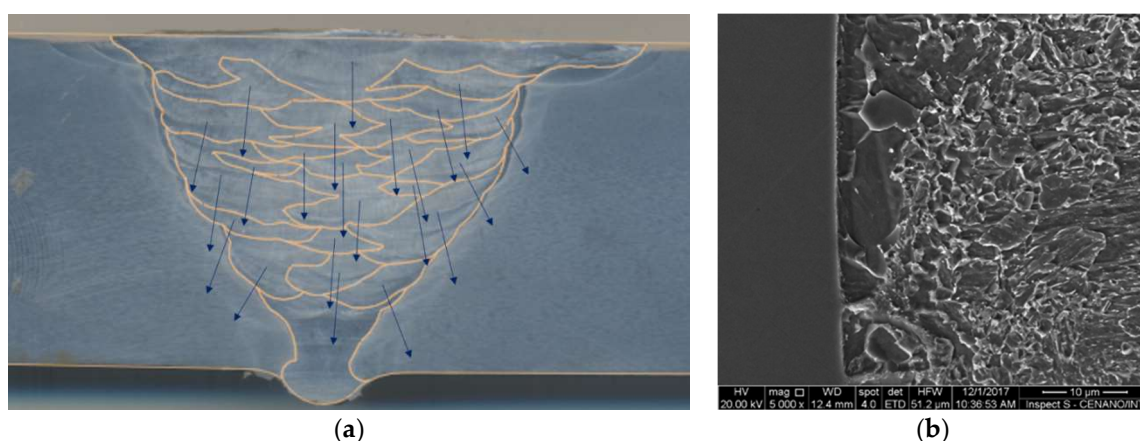 HV mag □ WD spot det HFW 12/1/2017 10 µm
20.00 kV 5 000 x 12.4 mm 4.0 ETD 51.2 µm 10:36:53 AM Inspect S - CENANO/INT
(a) (b)